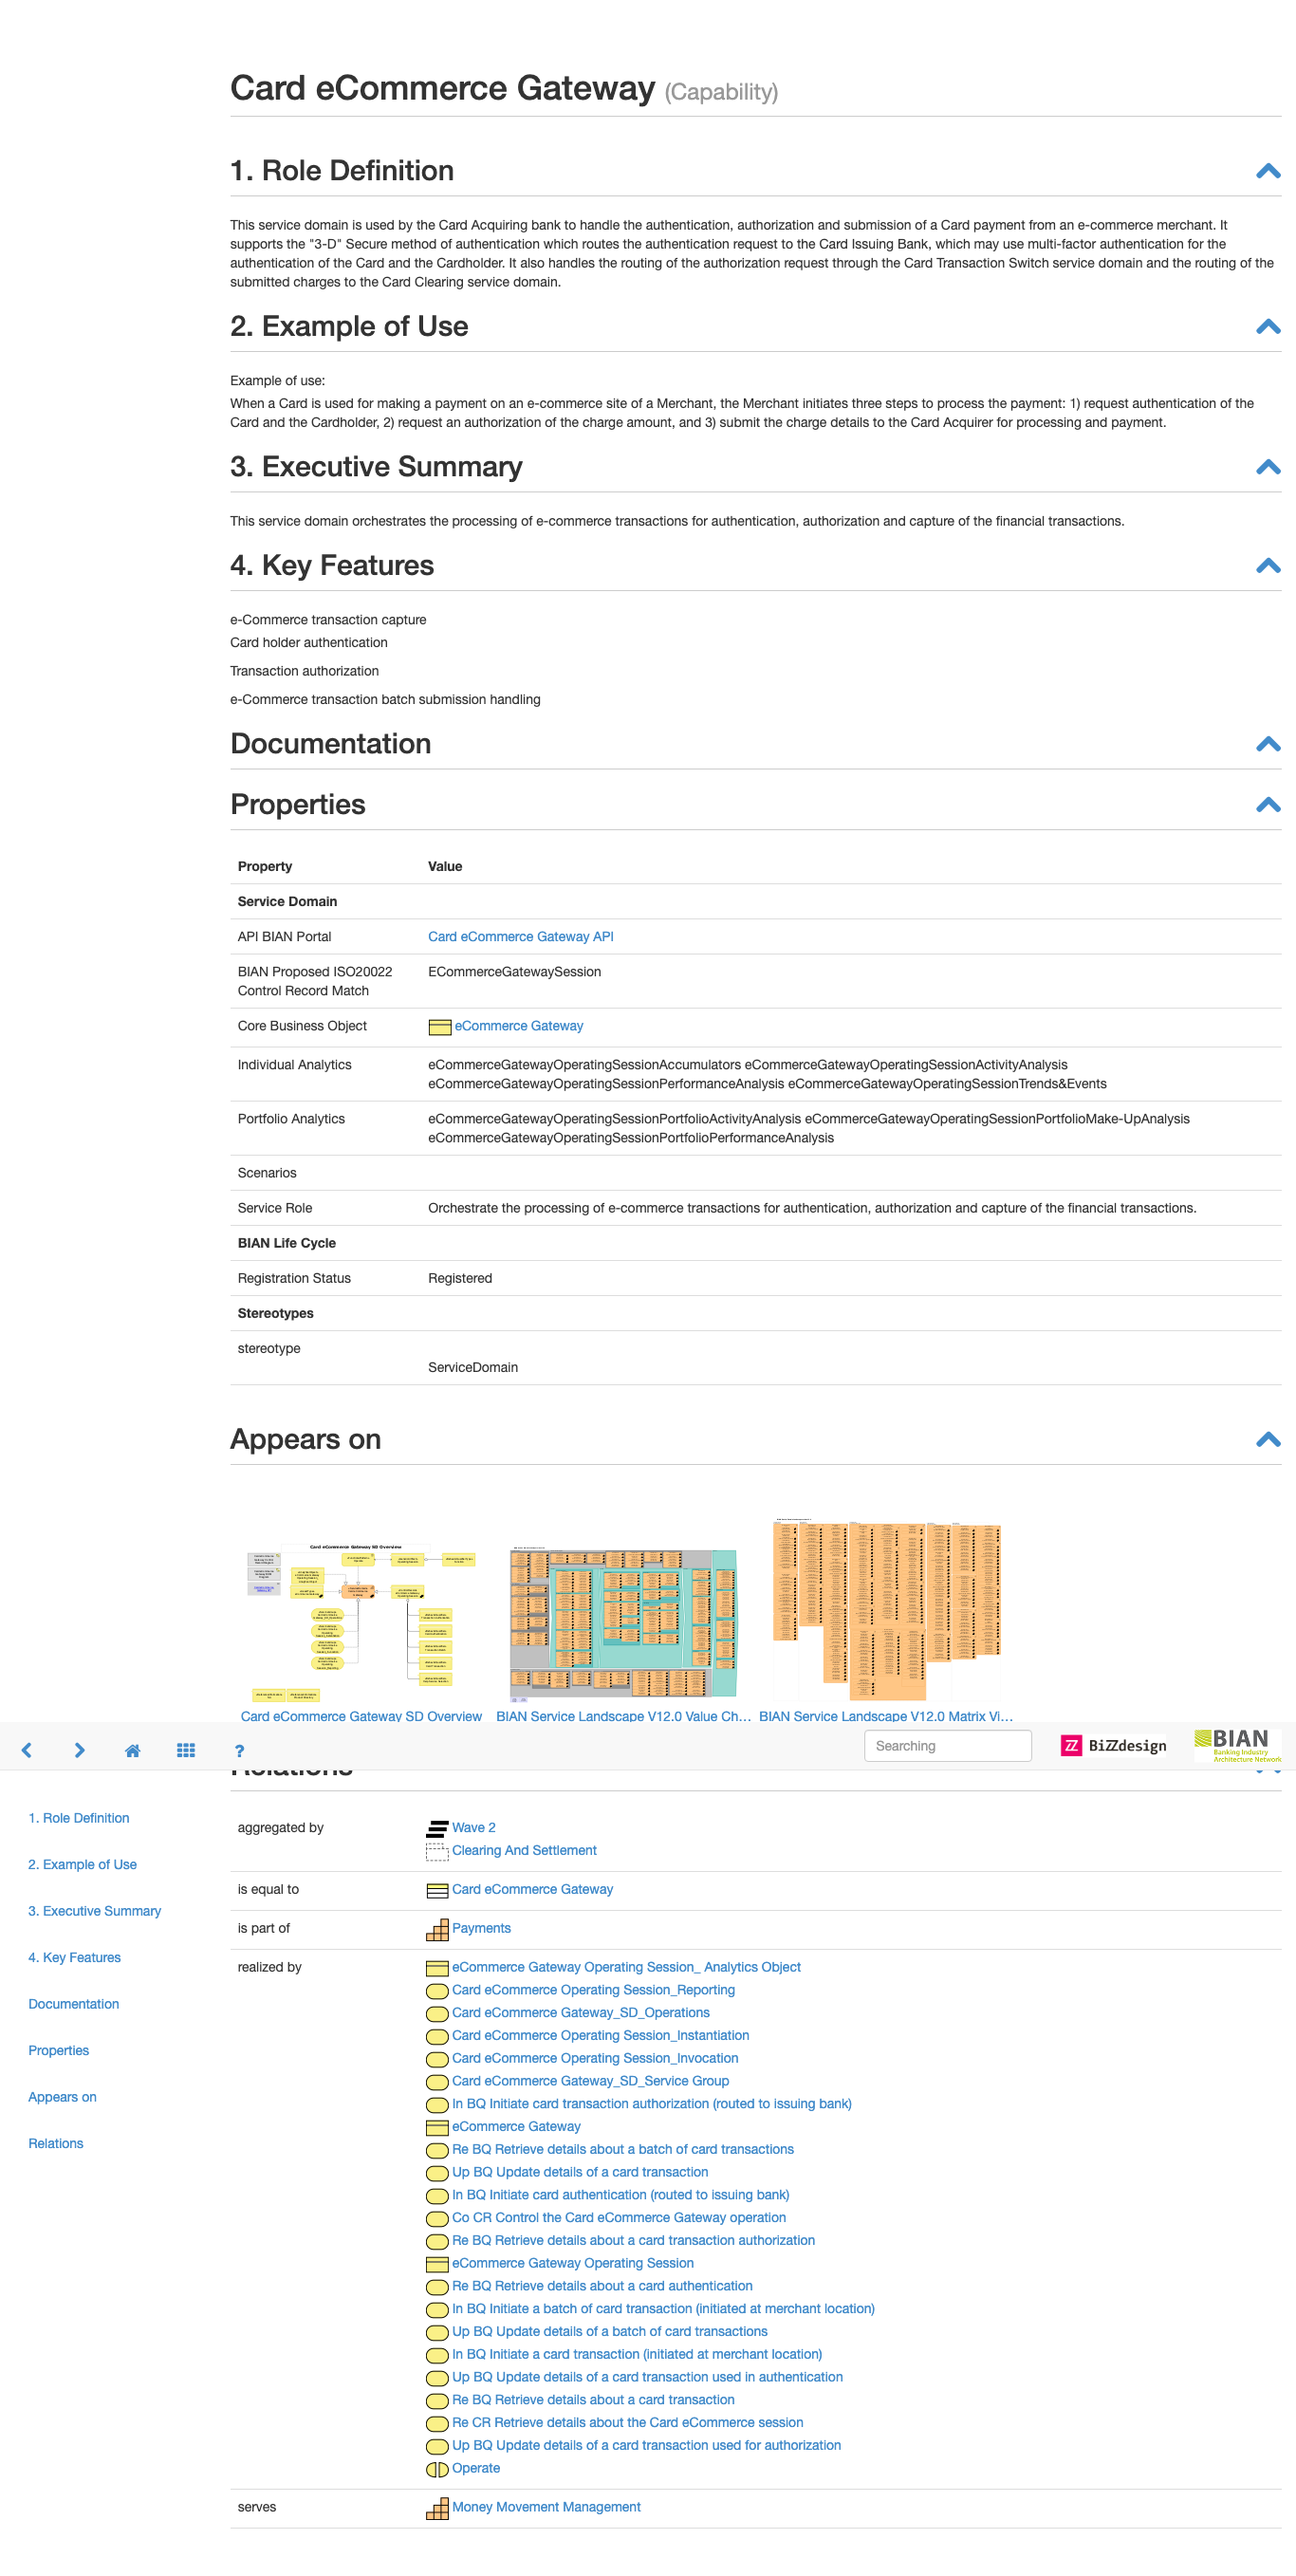 Card eCommerce Gateway (Capability)
1. Role Definition
This service domain is used by the Card Acquiring bank to handle the authentication, authorization and submission of a Card payment from an e-commerce merchant. It
supports the "3-D" Secure method of authentication which routes the authentication request to the Card Issuing Bank, which may use multi-factor authentication for the
authentication of the Card and the Cardholder. It also handles the routing of the authorization request through the Card Transaction Switch service domain and the routing of the
submitted charges to the Card Clearing service domain.
2. Example of Use
Example of use:
When a Card is used for making a payment on an e-commerce site of a Merchant, the Merchant initiates three steps to process the payment: 1) request authentication of the
Card and the Cardholder, 2) request an authorization of the charge amount, and 3) submit the charge details to the Card Acquirer for processing and payment.
3. Executive Summary
This service domain orchestrates the processing of e-commerce transactions for authentication, authorization and capture of the financial transactions.
4. Key Features
e-Commerce transaction capture
Card holder authentication
Transaction authorization
e-Commerce transaction batch submission handling
Documentation
Properties
Property Value
Service Domain
API BIAN Portal Card eCommerce Gateway API
BIAN Proposed ISO20022 ECommerceGatewaySession
Control Record Match
Core Business Object eCommerce Gateway
Individual Analytics eCommerceGatewayOperatingSessionAccumulators eCommerceGatewayOperatingSessionActivityAnalysis
eCommerceGatewayOperatingSessionPerformanceAnalysis eCommerceGatewayOperatingSessionTrends&Events
Portfolio Analytics eCommerceGatewayOperatingSessionPortfolioActivityAnalysis eCommerceGatewayOperatingSessionPortfolioMake-UpAnalysis
eCommerceGatewayOperatingSessionPortfolioPerformanceAnalysis
Scenarios
Service Role Orchestrate the processing of e-commerce transactions for authentication, authorization and capture of the financial transactions.
BIAN Life Cycle
Registration Status Registered
Stereotypes
stereotype
ServiceDomain
Appears on
Card eCommerce Gateway SD Overview
Card eCommerce Gateway SD Overview BIAN Service Landscape V12.0 Value Ch... BIAN Service Landscape V12.0 Matrix Vi...
? Searching BiZZdesign BIAN
Banking Industry
Architecture Network
Relations
1. Role Definition
2. Example of Use
3. Executive Summary
4. Key Features
Documentation
Properties
Appears on
Relations
aggregated by Wave 2
Clearing And Settlement
is equal to Card eCommerce Gateway
is part of Payments
realized by eCommerce Gateway Operating Session_ Analytics Object
Card eCommerce Operating Session_Reporting
Card eCommerce Gateway_SD_Operations
Card eCommerce Operating Session_Instantiation
Card eCommerce Operating Session_Invocation
Card eCommerce Gateway_SD_Service Group
In BQ Initiate card transaction authorization (routed to issuing bank)
eCommerce Gateway
Re BQ Retrieve details about a batch of card transactions
Up BQ Update details of a card transaction
In BQ Initiate card authentication (routed to issuing bank)
Co CR Control the Card eCommerce Gateway operation
Re BQ Retrieve details about a card transaction authorization
eCommerce Gateway Operating Session
Re BQ Retrieve details about a card authentication
In BQ Initiate a batch of card transaction (initiated at merchant location)
Up BQ Update details of a batch of card transactions
In BQ Initiate a card transaction (initiated at merchant location)
Up BQ Update details of a card transaction used in authentication
Re BQ Retrieve details about a card transaction
Re CR Retrieve details about the Card eCommerce session
Up BQ Update details of a card transaction used for authorization
Operate
serves Money Movement Management